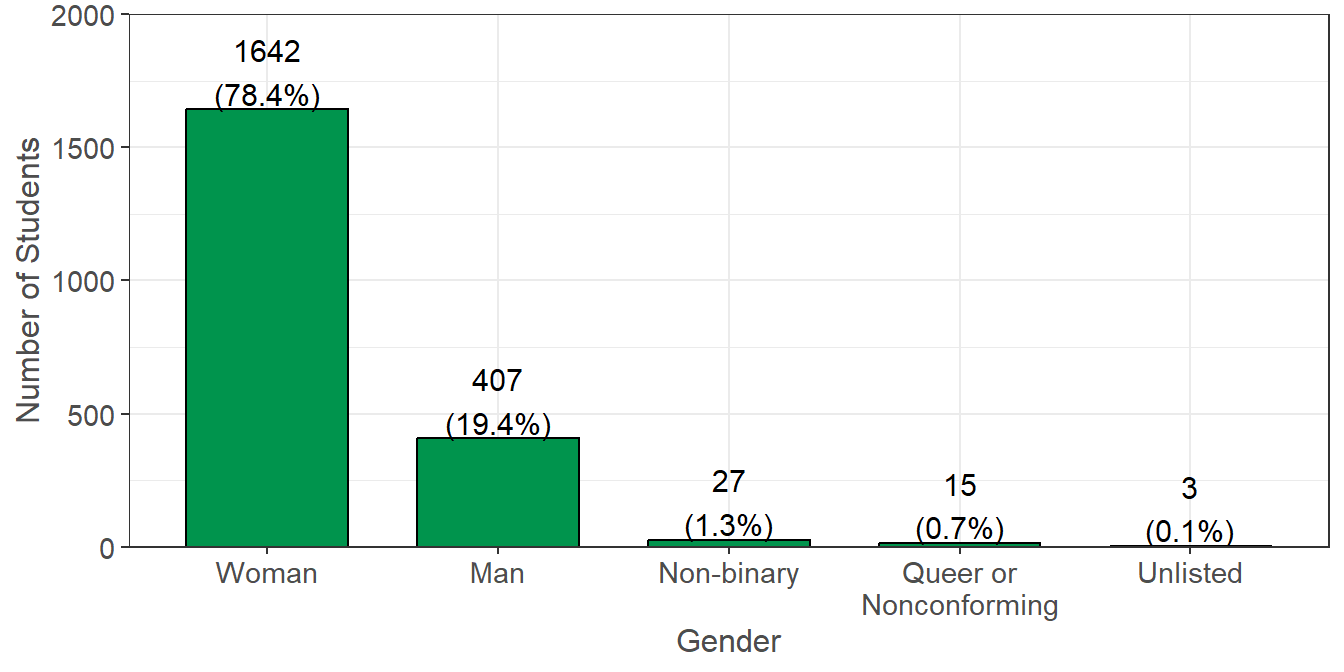 2000
1500
1000
500
0
Number of Students
1642
(78.4%)
407
(19.4%)
27
(1.3%)
15
(0.7%)
3
(0.1%)
Woman
Man
Non-binary
Queer or
Nonconforming
Unlisted
Gender